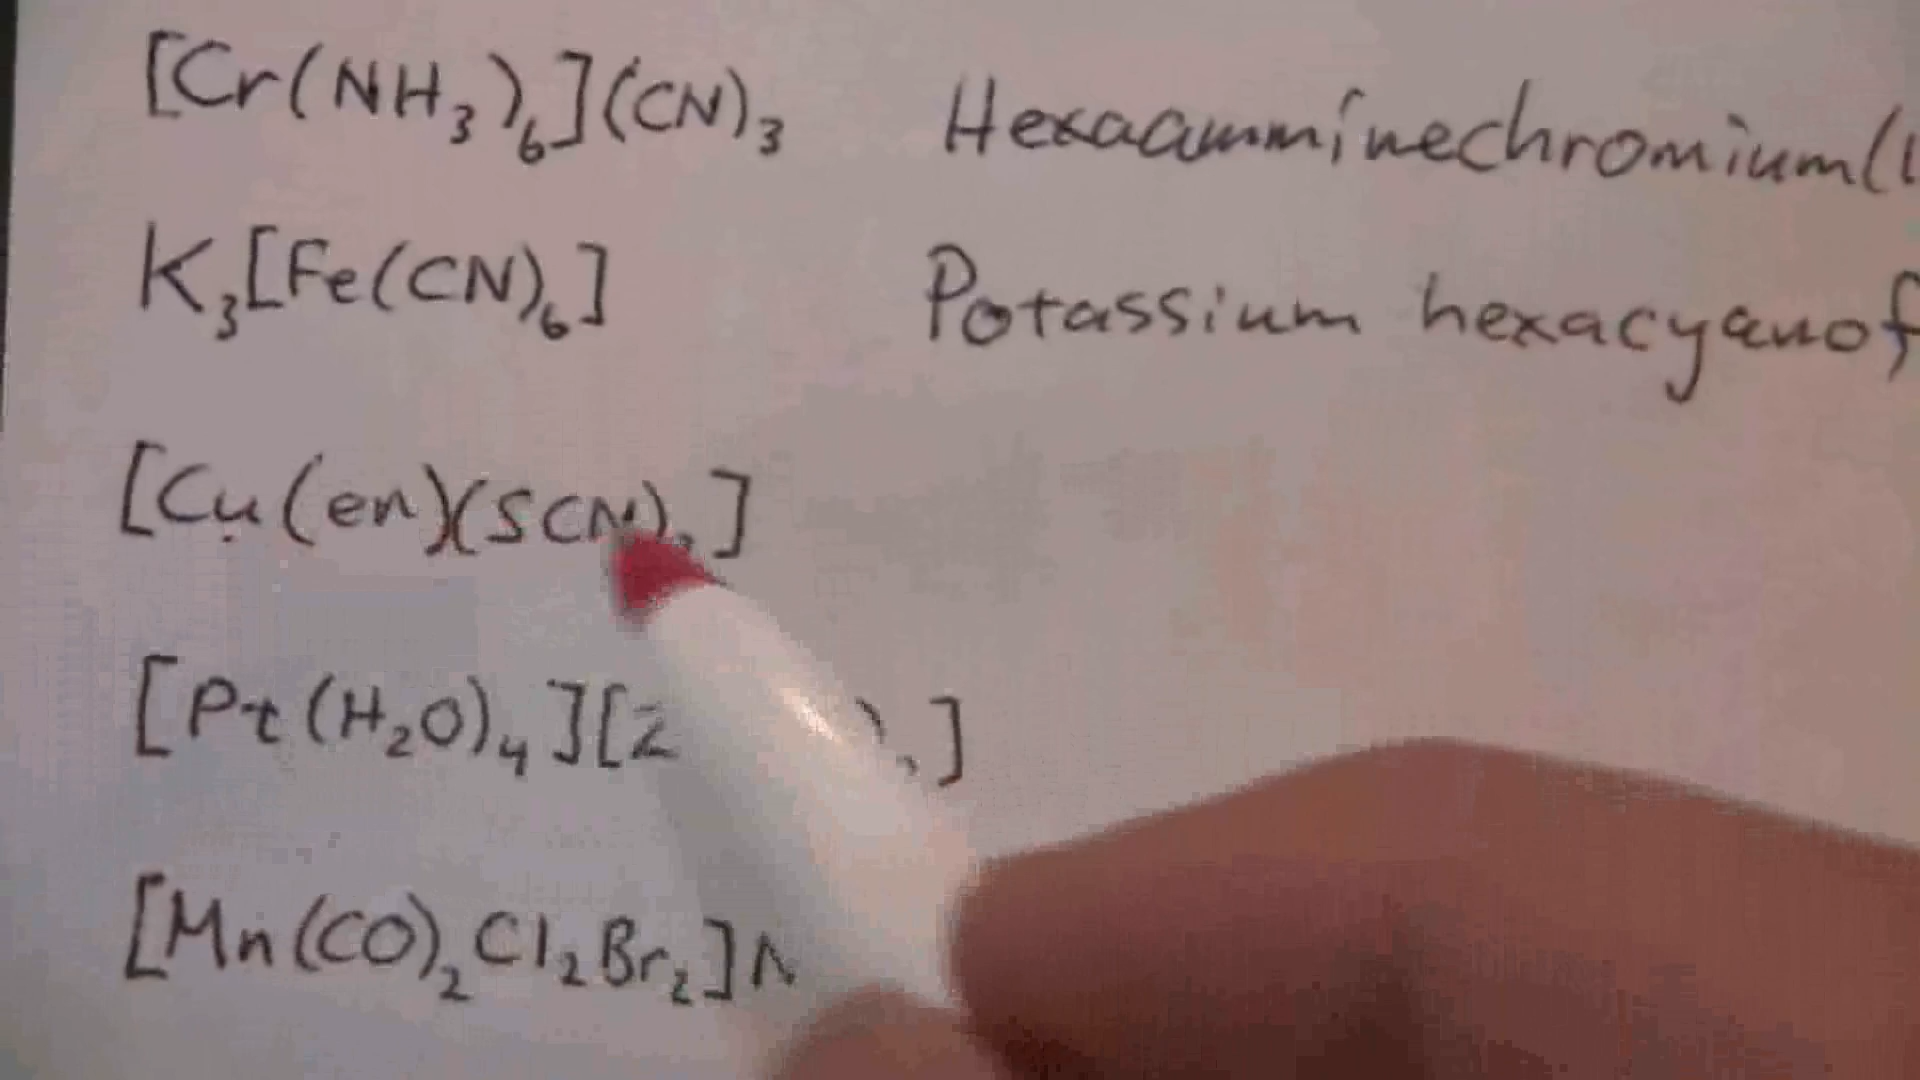 [Cr(NH₃)₆](CN)₃ Hexaamminechromium(
K₃[Fe(CN)₆] Potassium hexacyanof
[Cu(en)(SCN)₂]
[Pt(H₂O)₄][Z ).]
[Mn(CO)₂Cl₂Br₂]N